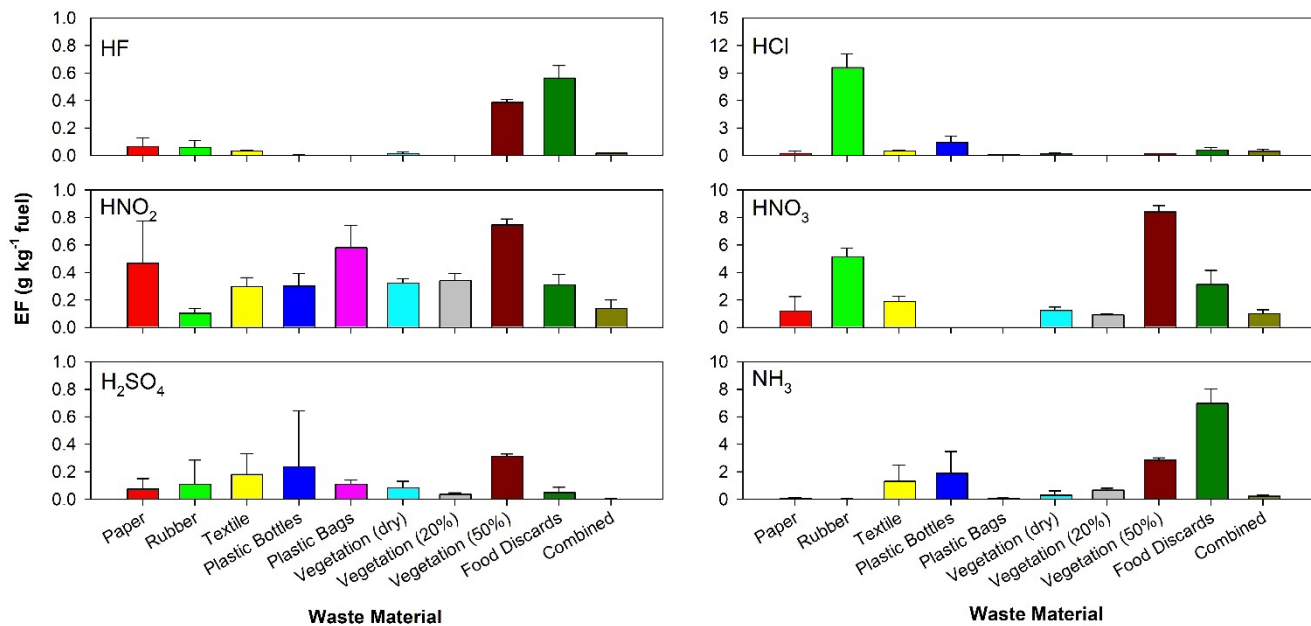 EF (g kg⁻¹ fuel)
HF
1.0
0.8
0.6
0.4
0.2
0.0
HCl
15
12
9
6
3
0
HNO₂
1.0
0.8
0.6
0.4
0.2
0.0
HNO₃
10
8
6
4
2
0
H₂SO₄
1.0
0.8
0.6
0.4
0.2
0.0
NH₃
10
8
6
4
2
0
Paper
Rubber
Textile
Plastic Bottles
Plastic Bags
Vegetation (dry)
Vegetation (20%)
Vegetation (50%)
Food Discards
Combined
Waste Material
Paper
Rubber
Textile
Plastic Bottles
Plastic Bags
Vegetation (dry)
Vegetation (20%)
Vegetation (50%)
Food Discards
Combined
Waste Material